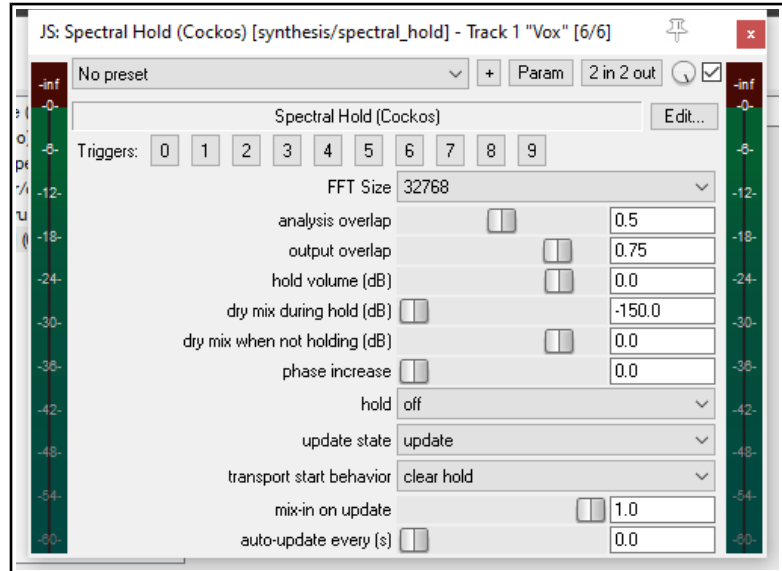 JS: Spectral Hold (Cockos) [synthesis/spectral_hold] - Track 1 "Vox" [6/6]
x
-inf No preset + Param 2 in 2 out -inf
-0- Spectral Hold (Cockos) Edit... -0-
-6- Triggers: 0 1 2 3 4 5 6 7 8 9 -6-
-12- FFT Size 32768 -12-
analysis overlap 0.5
-18- output overlap 0.75 -18-
-24- hold volume (dB) 0.0 -24-
dry mix during hold (dB) -150.0
-30- dry mix when not holding (dB) 0.0 -30-
-36- phase increase 0.0 -36-
-42- hold off -42-
-48- update state update -48-
transport start behavior clear hold
-54- mix-in on update 1.0 -54-
-60- auto-update every (s) 0.0 -60-